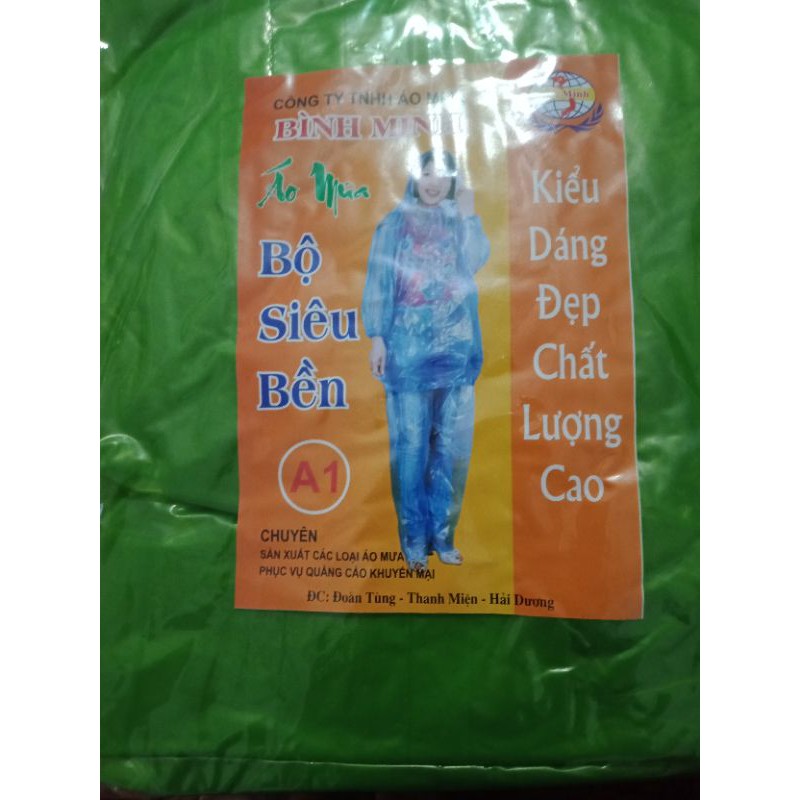 CÔNG TY TNHH ÁO MƯA
BÌNH MINH
Minh
Áo Mưa
Bộ
Siêu
Bền
A1
Kiểu
Dáng
Đẹp
Chất
Lượng
Cao
CHUYÊN
SẢN XUẤT CÁC LOẠI ÁO MƯA
PHỤC VỤ QUẢNG CÁO KHUYẾN MẠI
ĐC: Đoàn Tùng - Thanh Miện - Hải Dương